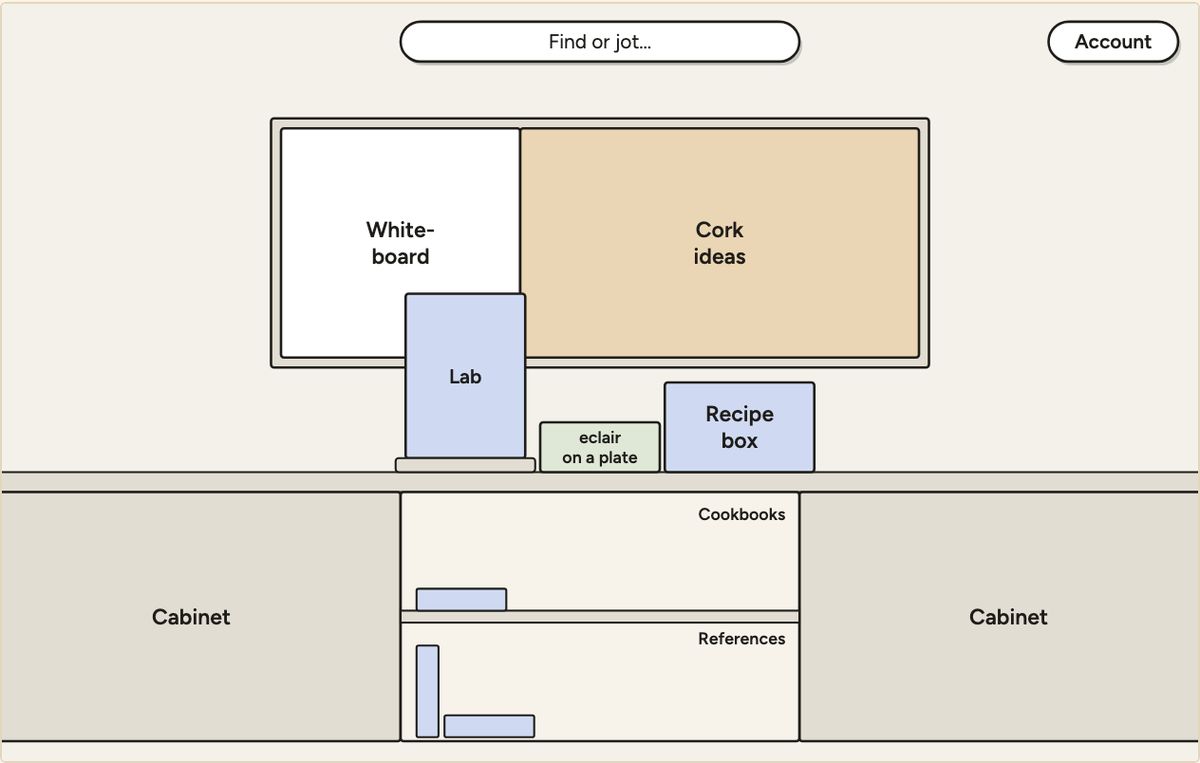 Find or jot...
Account
White-
board
Cork
ideas
Lab
Recipe
box
eclair
on a plate
Cookbooks
Cabinet
Cabinet
References